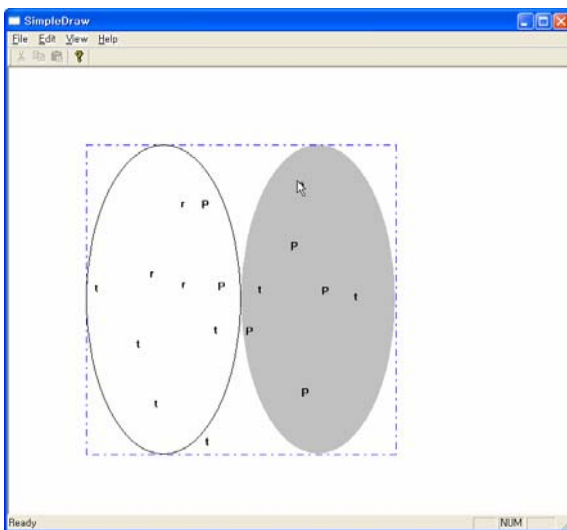 SimpleDraw
File Edit View Help
r P
P
r
t r P t P t
t P
t
P
t
t
Ready NUM